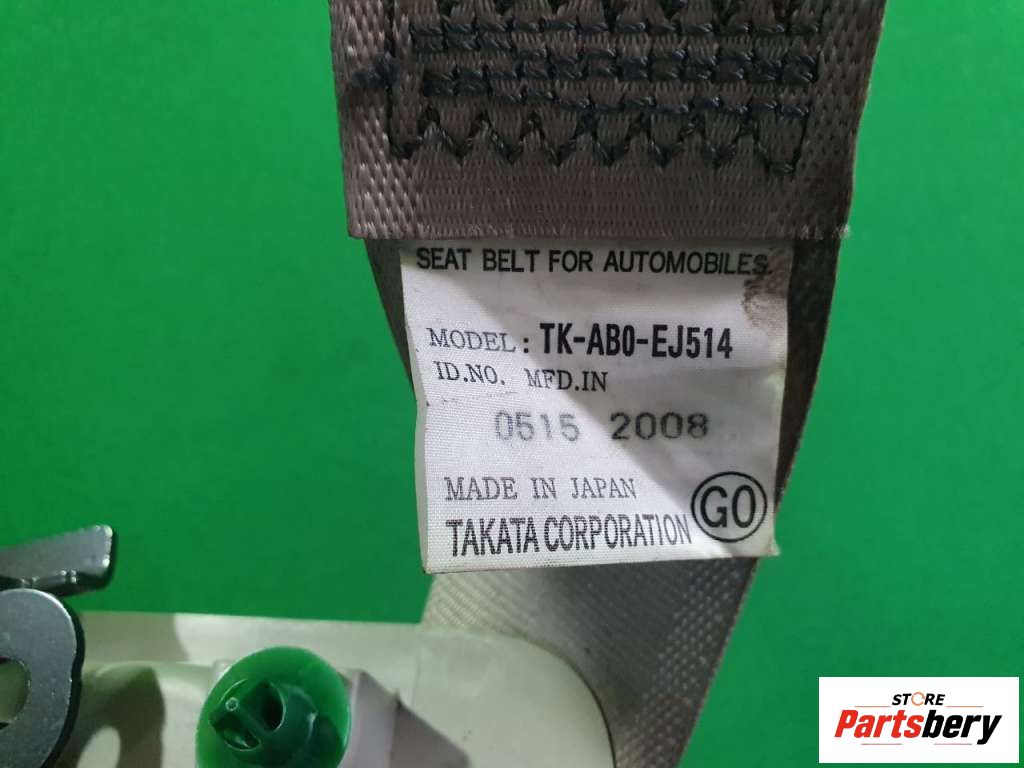 SEAT BELT FOR AUTOMOBILES.
MODEL: TK-AB0-EJ514
ID.NO. MFD.IN
0515 2008
MADE IN JAPAN
TAKATA CORPORATION GO
STORE
Partsbery